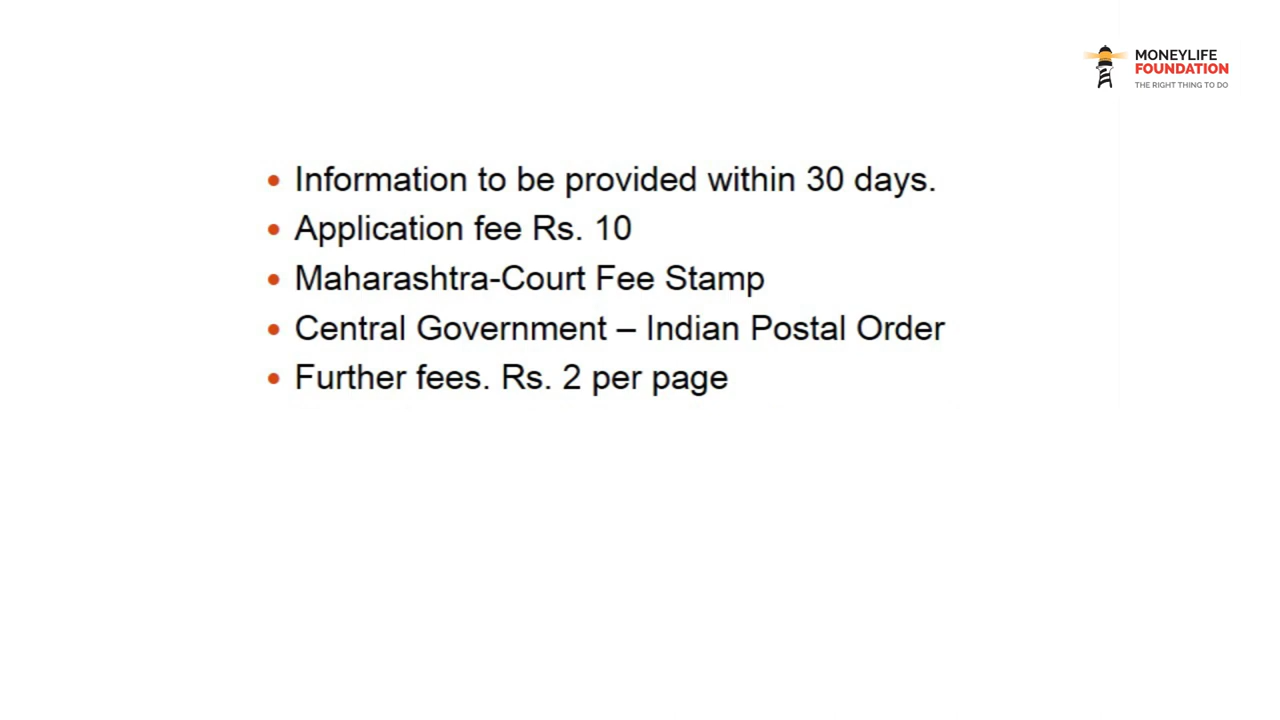 MONEYLIFE
FOUNDATION
THE RIGHT THING TO DO
• Information to be provided within 30 days.
• Application fee Rs. 10
• Maharashtra-Court Fee Stamp
• Central Government – Indian Postal Order
• Further fees. Rs. 2 per page